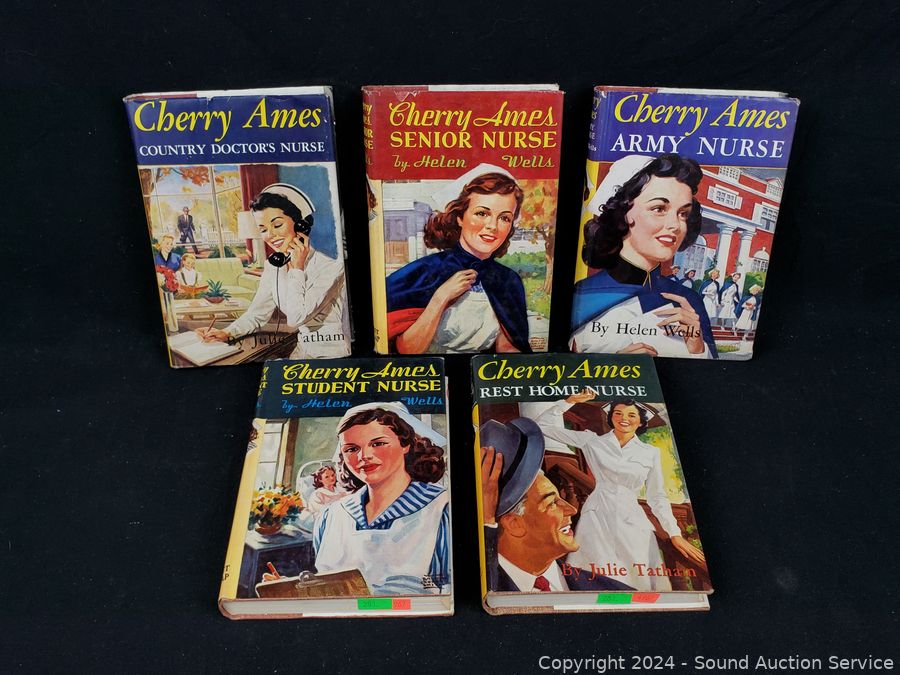 Cherry Ames
COUNTRY DOCTOR'S NURSE
By Julie Tatham
Cherry Ames
SENIOR NURSE
by Helen Wells
Cherry Ames
ARMY NURSE
By Helen Wells
Cherry Ames
STUDENT NURSE
by Helen Wells
Cherry Ames
REST HOME NURSE
By Julie Tatham
Copyright 2024 - Sound Auction Service